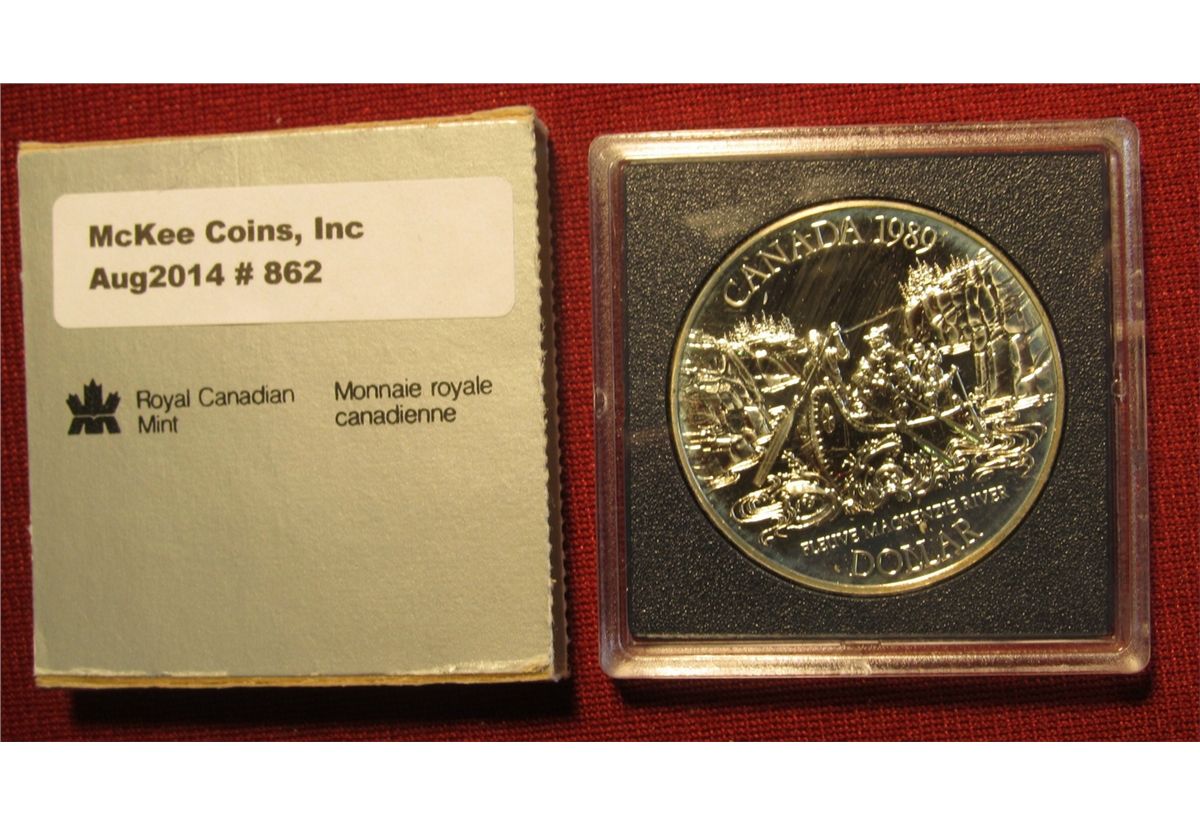 McKee Coins, Inc
Aug2014 # 862
Royal Canadian
Mint
Monnaie royale
canadienne
CANADA 1989
FLEUVE MACKENZIE RIVER
DOLLAR